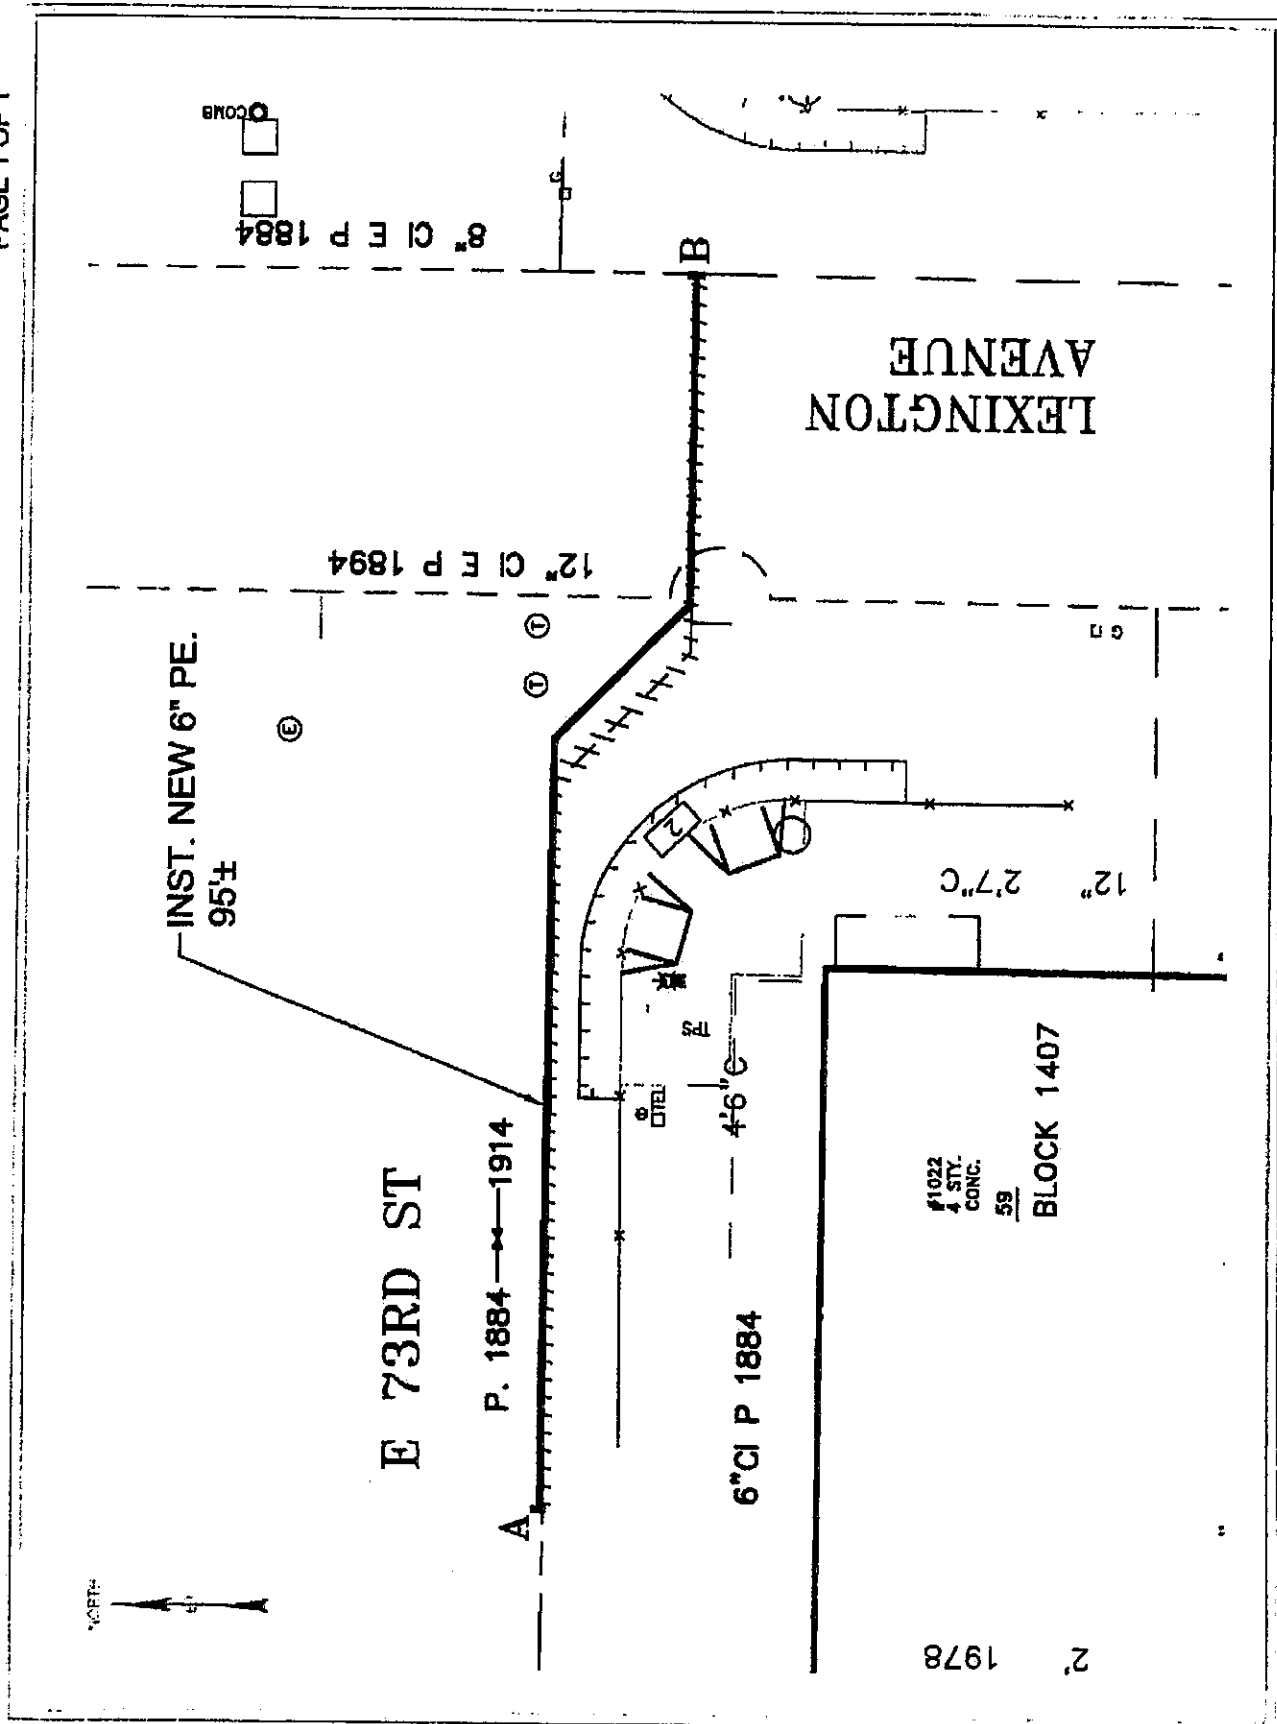 PAGE 1 OF 1
COMB
8" CI E P 1884
G
B
LEXINGTON
AVENUE
12" CI E P 1894
INST. NEW 6" PE.
95'±
E
T
T
G
2
12" 2'7"C
TPS
TEL
4'6"C
E 73RD ST
P. 1884 1914
6"CI P 1884
#1022
4 STY.
CONC.
59
BLOCK 1407
A
NORTH
2'
1978